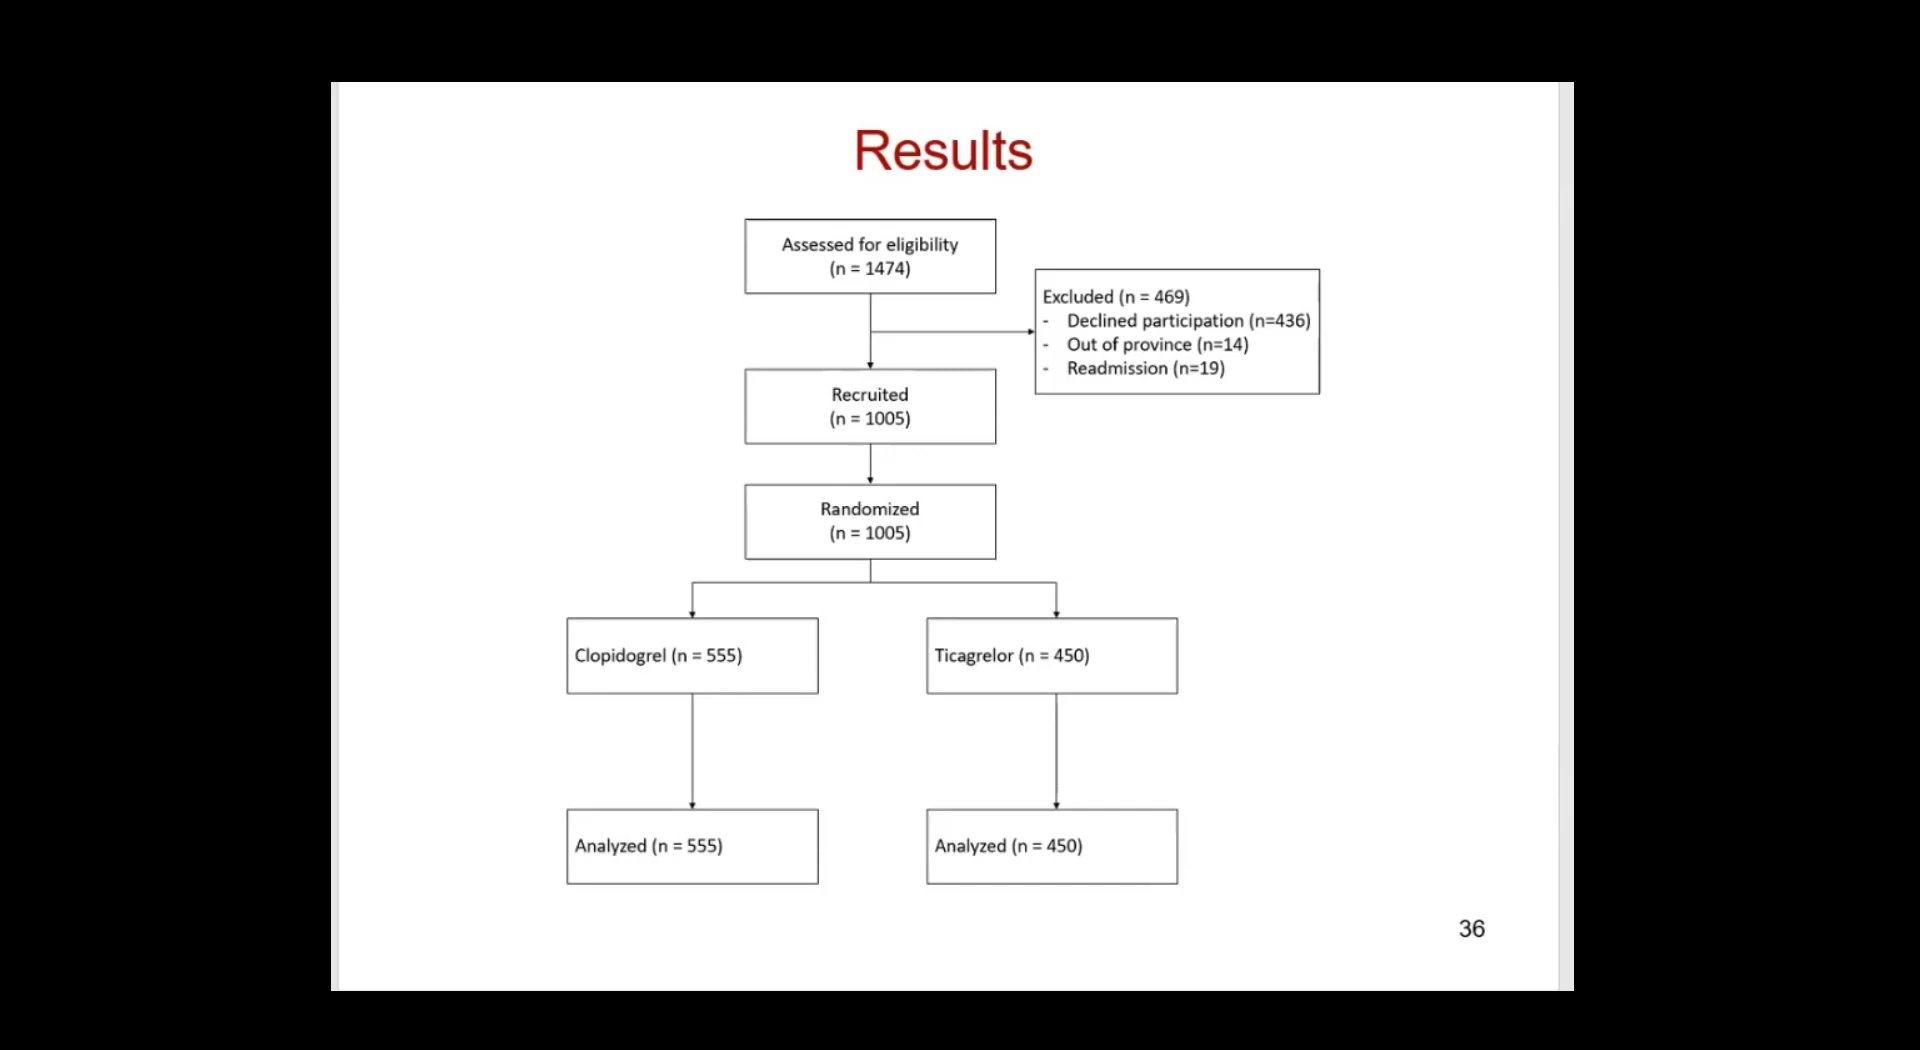 Results
Assessed for eligibility
(n = 1474)
Excluded (n = 469)
- Declined participation (n=436)
- Out of province (n=14)
- Readmission (n=19)
Recruited
(n = 1005)
Randomized
(n = 1005)
Clopidogrel (n = 555)
Ticagrelor (n = 450)
Analyzed (n = 555)
Analyzed (n = 450)
36